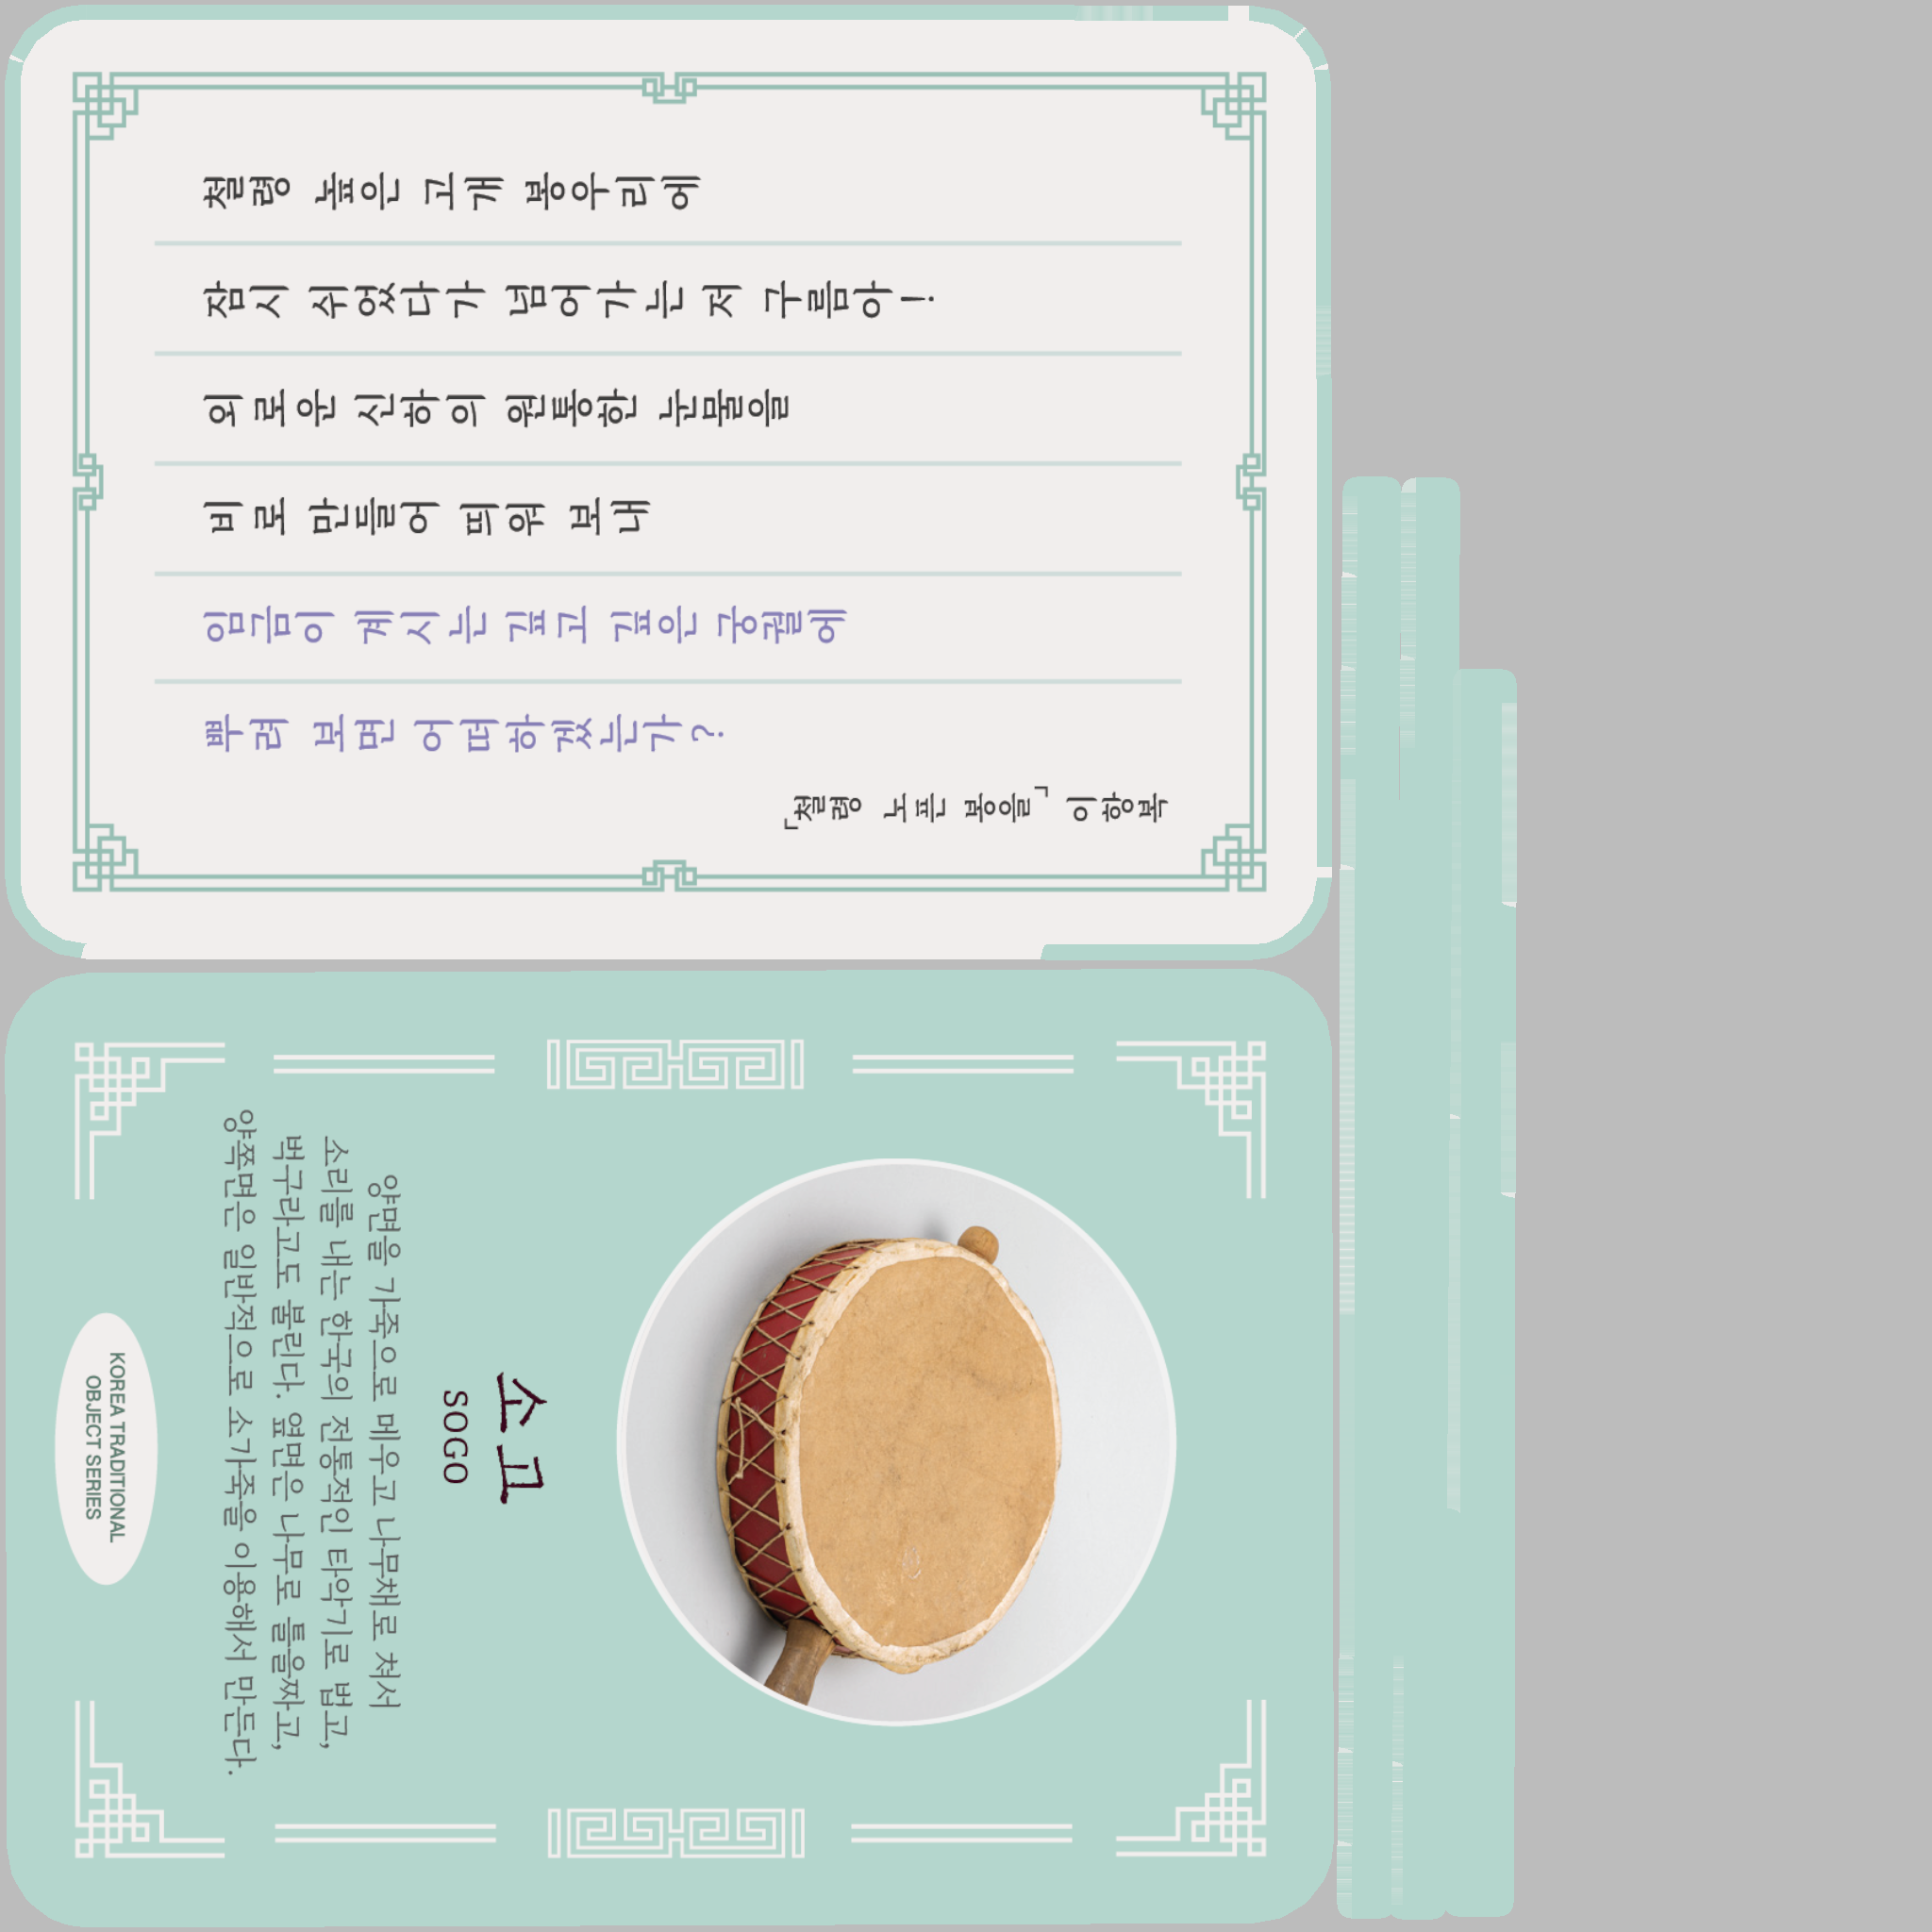 철령 높은 고개 봉우리에
잠시 쉬었다가 넘어가는 저 구름아!
외로운 신하의 원통한 눈물을
비로 만들어 띄워 보내
임금이 계시는 깊고 깊은 궁궐에
뿌려 보면 어떠하겠는가?
「철령 노픈 봉을」 이항복
소고
SOGO
양면을 가죽으로 메우고 나무채로 쳐서
소리를 내는 한국의 전통적인 타악기로 법고,
벅구라고도 불린다. 옆면은 나무로 틀을짜고,
양쪽면은 일반적으로 소가죽을 이용해서 만든다.
KOREA TRADITIONAL
OBJECT SERIES